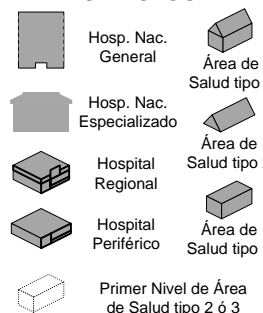 Hosp. Nac.
General
Área de
Salud tipo
Hosp. Nac.
Especializado
Área de
Salud tipo
Hospital
Regional
Hospital
Periférico
Área de
Salud tipo
Primer Nivel de Área
de Salud tipo 2 ó 3